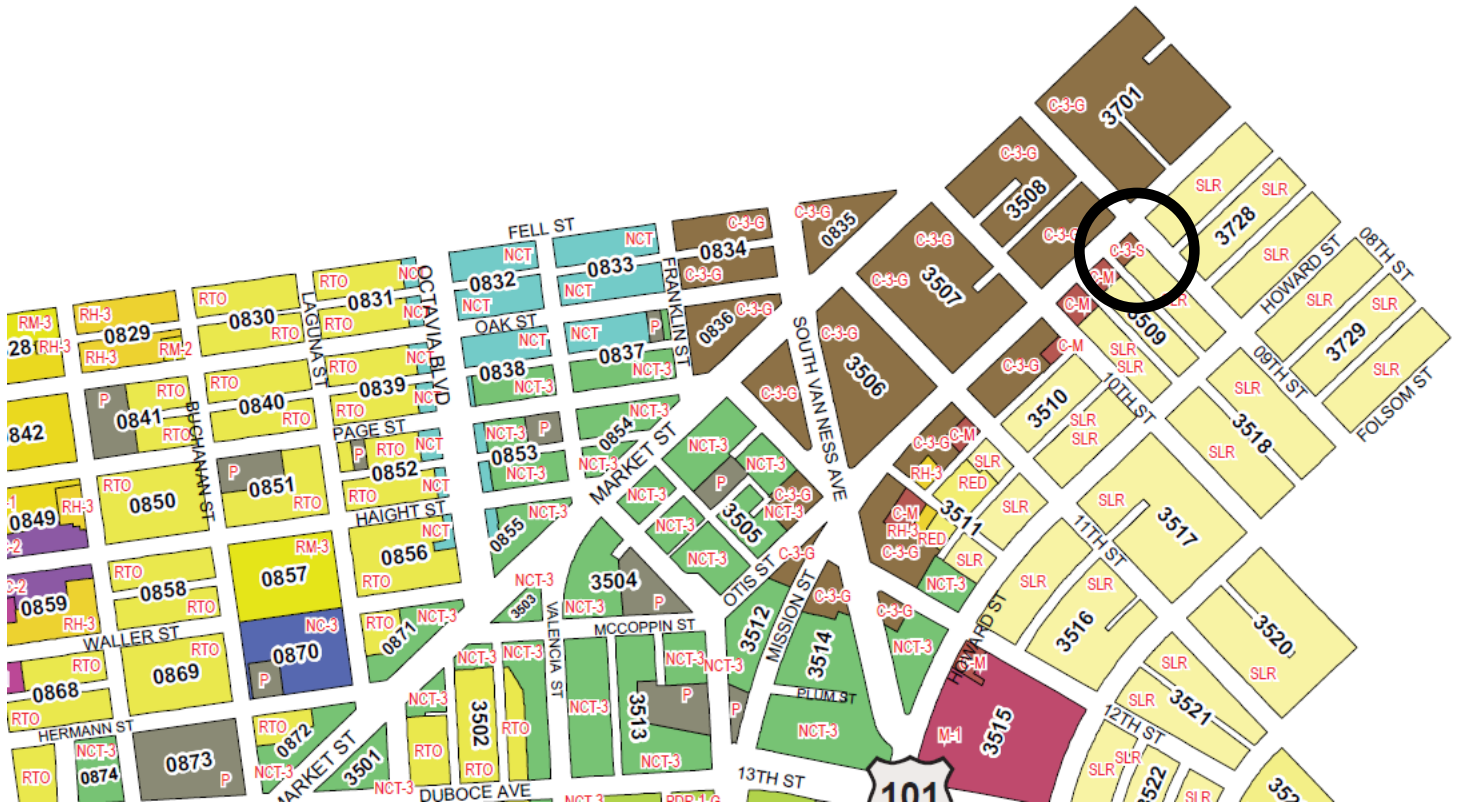 C-3-G
3701
C-3-G
3508
C-3-G
SLR
SLR
3728
SLR
08TH ST
HOWARD ST
SLR
SLR
3729
SLR
FOLSOM ST
09TH ST
C-3-S
C-M
C-M
3509
SLR
SLR
C-M
C-3-G
10TH ST
FELL ST
C-3-G
0834
C-3-G
C-3-G
0835
C-3-G
C-3-G
3507
NCT
0832
NCT
NCT
0833
NCT
FRANKLIN ST
C-3-G
0836
SOUTH VAN NESS AVE
C-3-G
3506
C-3-G
OCTAVIA BLVD
RTO
0831
RTO
RTO
0830
RTO
LAGUNA ST
RH-3
0829
RH-3
RM-2
RM-3
RH-3
OAK ST
NCT
0838
NCT-3
NCT
P
0837
NCT-3
RTO
0839
RTO
RTO
0840
RTO
P
0841
RTO
RTO
BUCHANAN ST
PAGE ST
P
RTO
0852
RTO
NCT
NCT
NCT-3
P
0853
NCT-3
NCT-3
0854
NCT-3
MARKET ST
P
0851
RTO
RTO
0850
RH-3
0849
HAIGHT ST
NCT
0856
RTO
NCT-3
0855
NCT-3
NCT-3
P
NCT-3
C-3-G
NCT-3
3505
NCT-3
NCT-3
C-3-G
OTIS ST
SLR
3510
SLR
SLR
C-3-G
C-M
RH-3
SLR
RED
SLR
3511
C-M
RH-3
RED
C-3-G
SLR
NCT-3
SLR
3518
SLR
SLR
3517
11TH ST
RM-3
0857
RTO
0858
RTO
0859
RH-3
WALLER ST
NC-3
0870
P
RTO
0871
NCT-3
NCT-3
3503
3504
NCT-3
P
VALENCIA ST
MCCOPPIN ST
3512
MISSION ST
C-3-G
3514
C-3-G
NCT-3
PLUM ST
NCT-3
SLR
SLR
3516
HOWARD ST
C-M
3515
M-1
3520
SLR
SLR
3521
SLR
12TH ST
RTO
0868
RTO
RTO
0869
HERMANN ST
RTO
NCT-3
0874
0873
P
RTO
0872
NCT-3
MARKET ST
3501
NCT-3
NCT-3
RTO
NCT-3
NCT-3
3502
RTO
RTO
NCT-3
3513
NCT-3
NCT-3
P
P
NCT-3
DUBOCE AVE
13TH ST
101
SLR
SLR
SLR